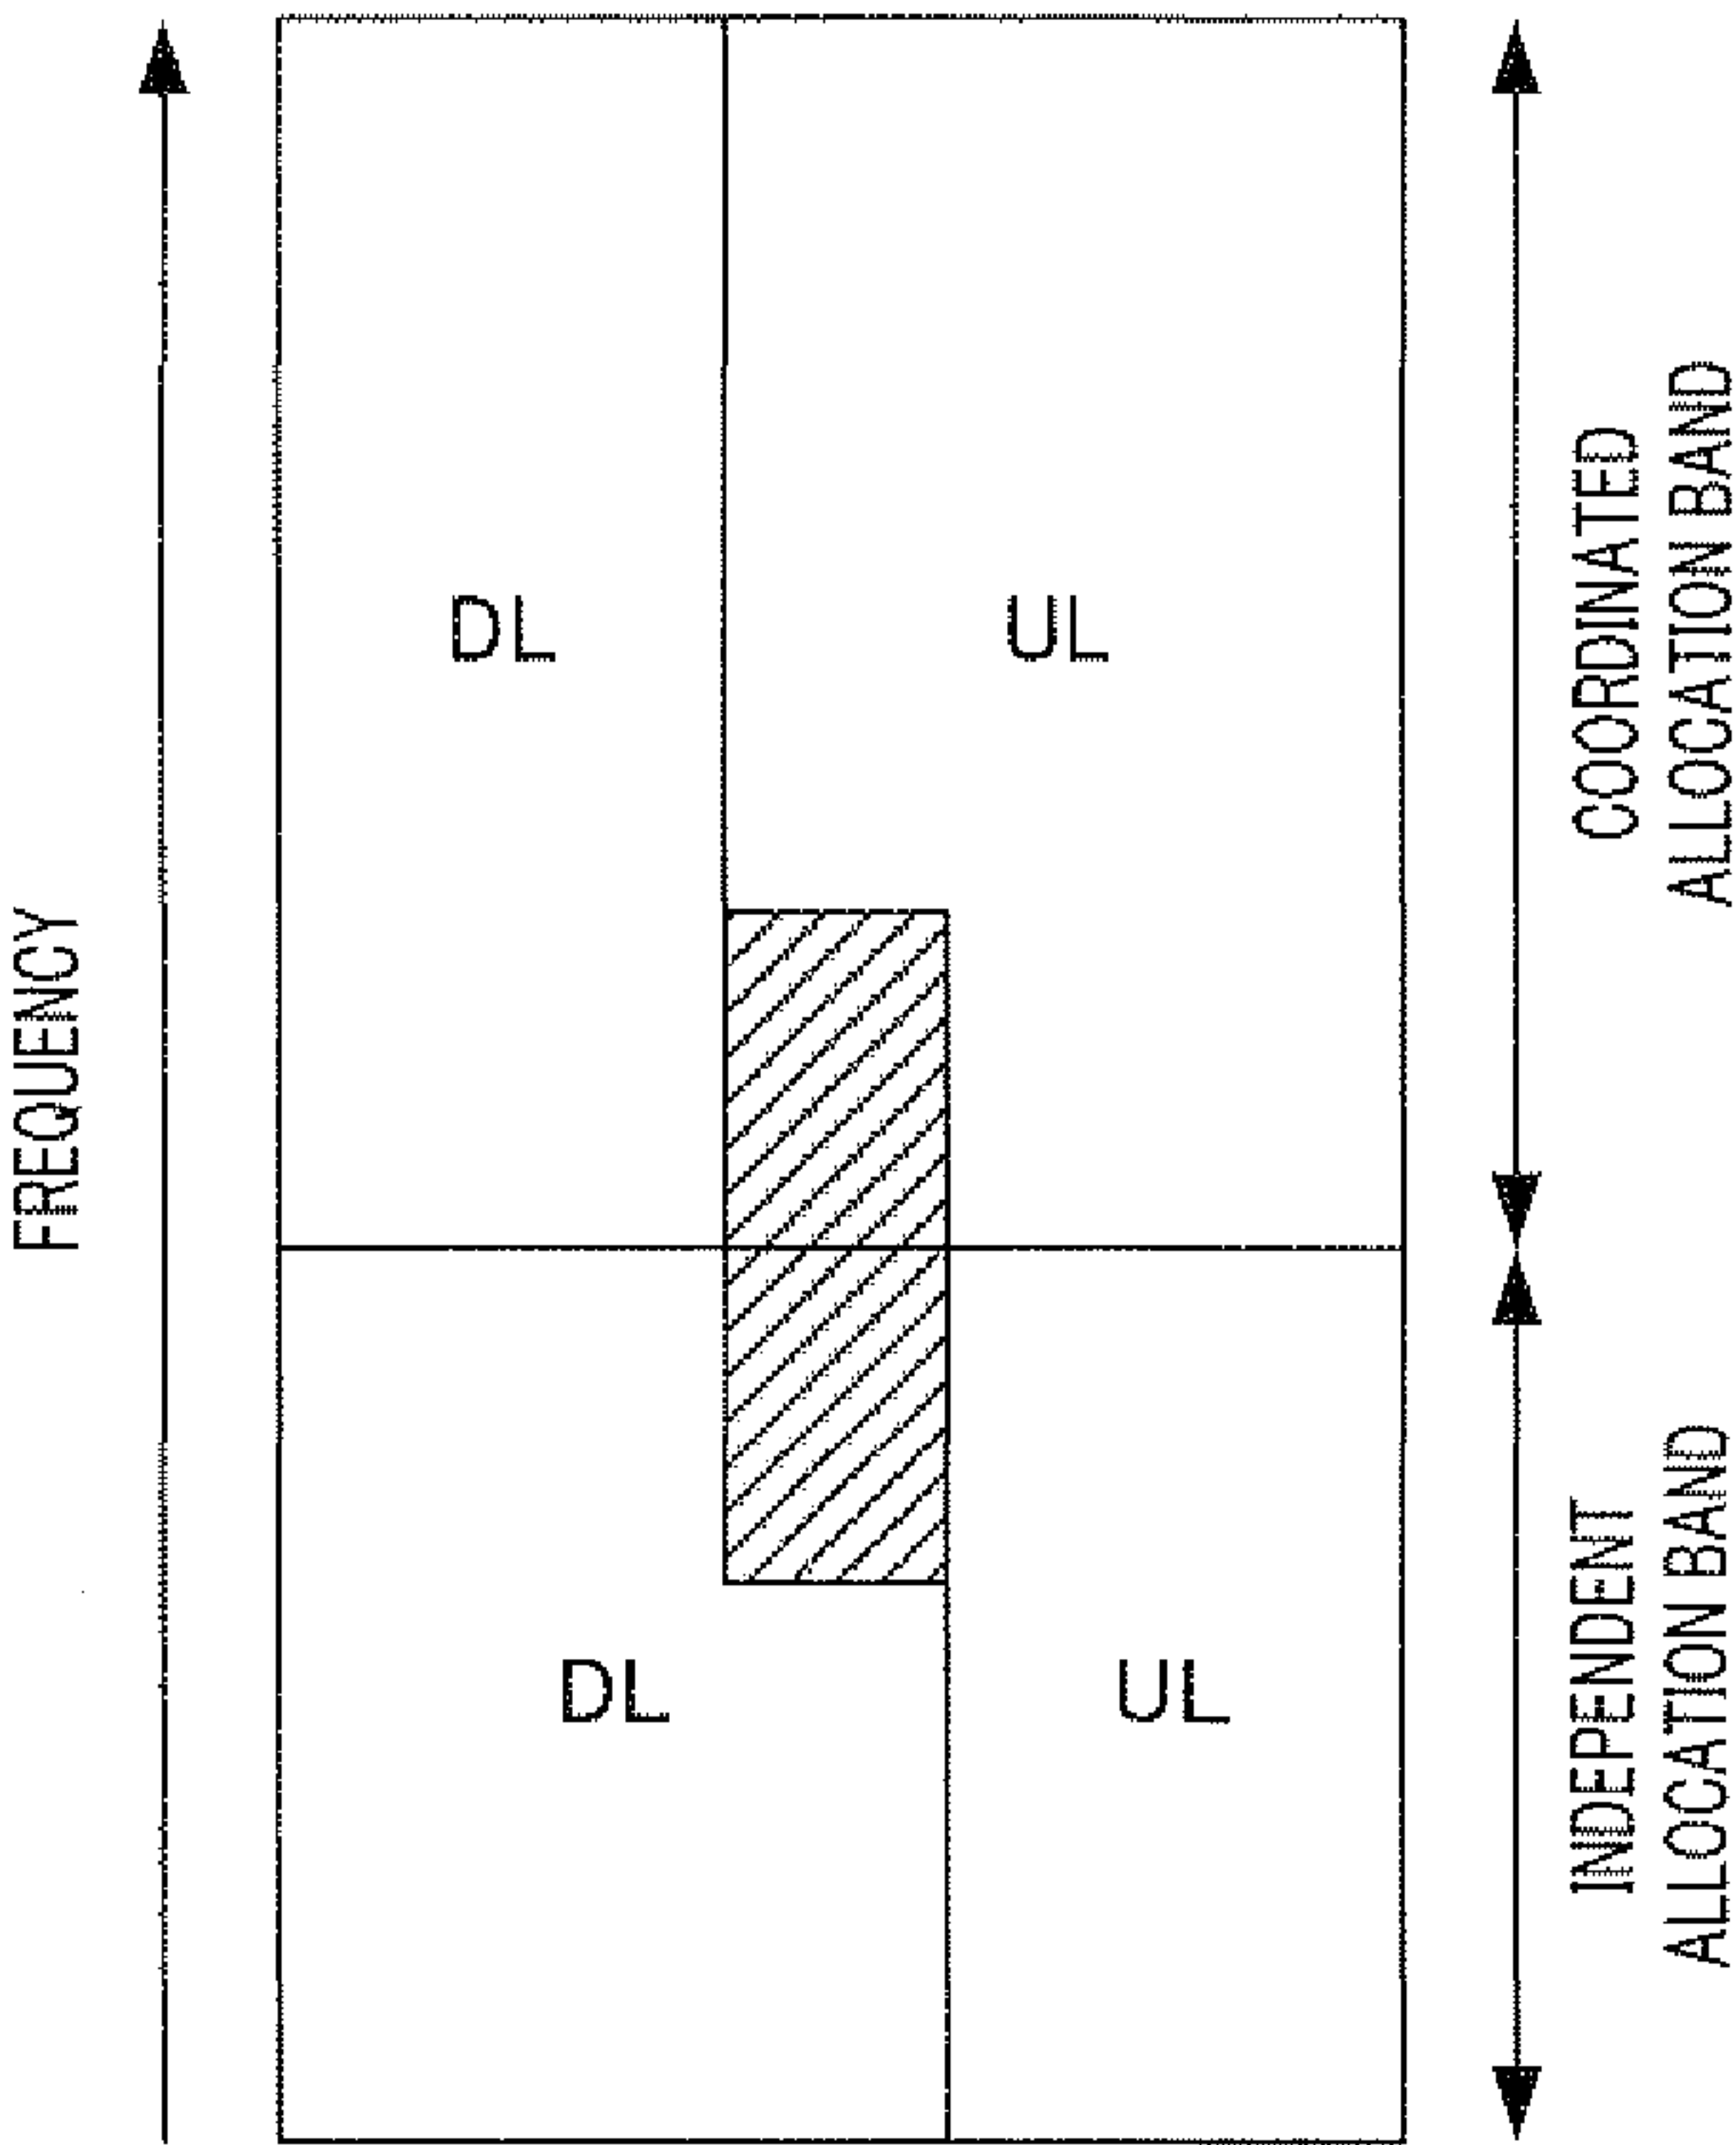 FREQUENCY
DL
UL
COORDINATED
ALLOCATION BAND
DL
UL
INDEPENDENT
ALLOCATION BAND